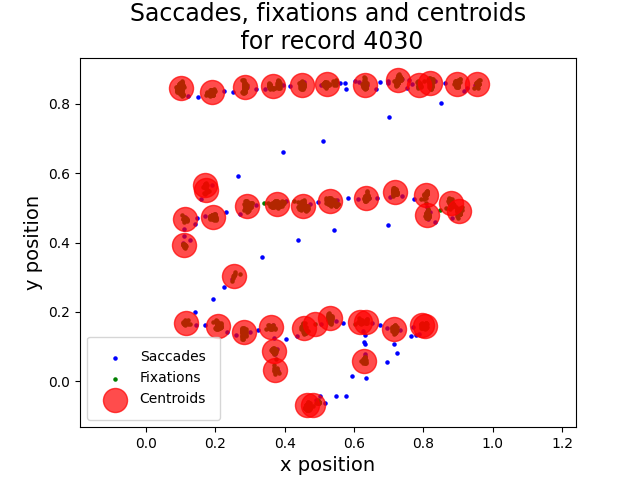 Saccades, fixations and centroids
for record 4030
y position
0.8
0.6
0.4
0.2
0.0
Saccades
Fixations
Centroids
0.0 0.2 0.4 0.6 0.8 1.0 1.2
x position